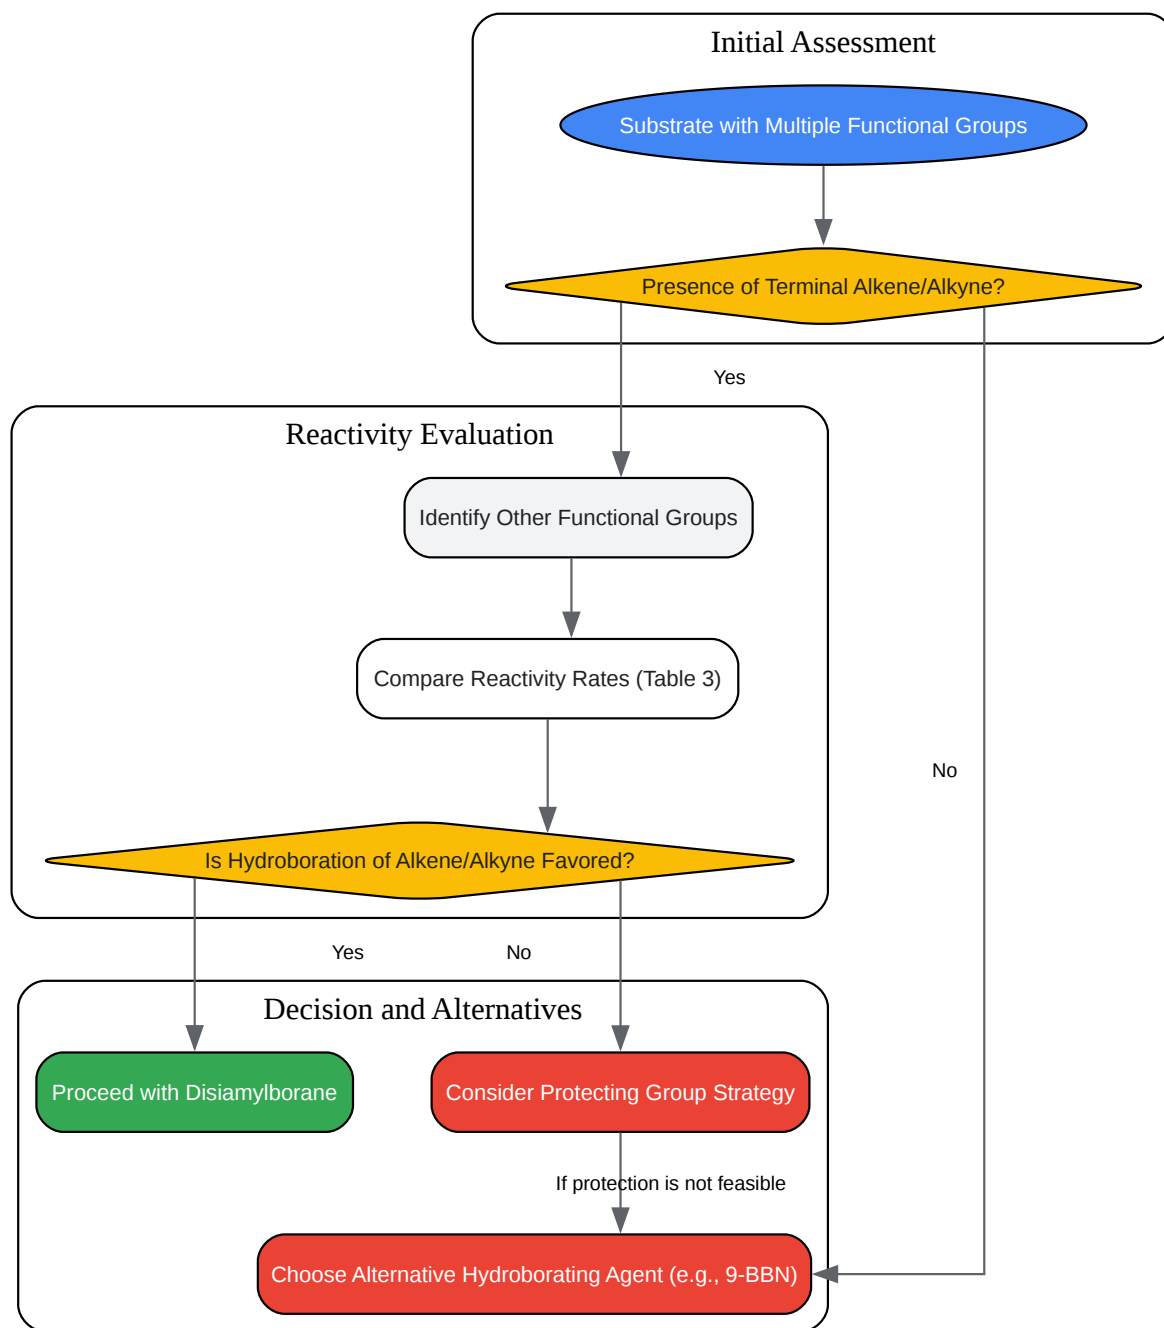 Initial Assessment
Substrate with Multiple Functional Groups
Presence of Terminal Alkene/Alkyne?
Yes
Reactivity Evaluation
Identify Other Functional Groups
Compare Reactivity Rates (Table 3)
No
Is Hydroboration of Alkene/Alkyne Favored?
Yes
No
Decision and Alternatives
Proceed with Disiamylborane
Consider Protecting Group Strategy
If protection is not feasible
Choose Alternative Hydroborating Agent (e.g., 9-BBN)